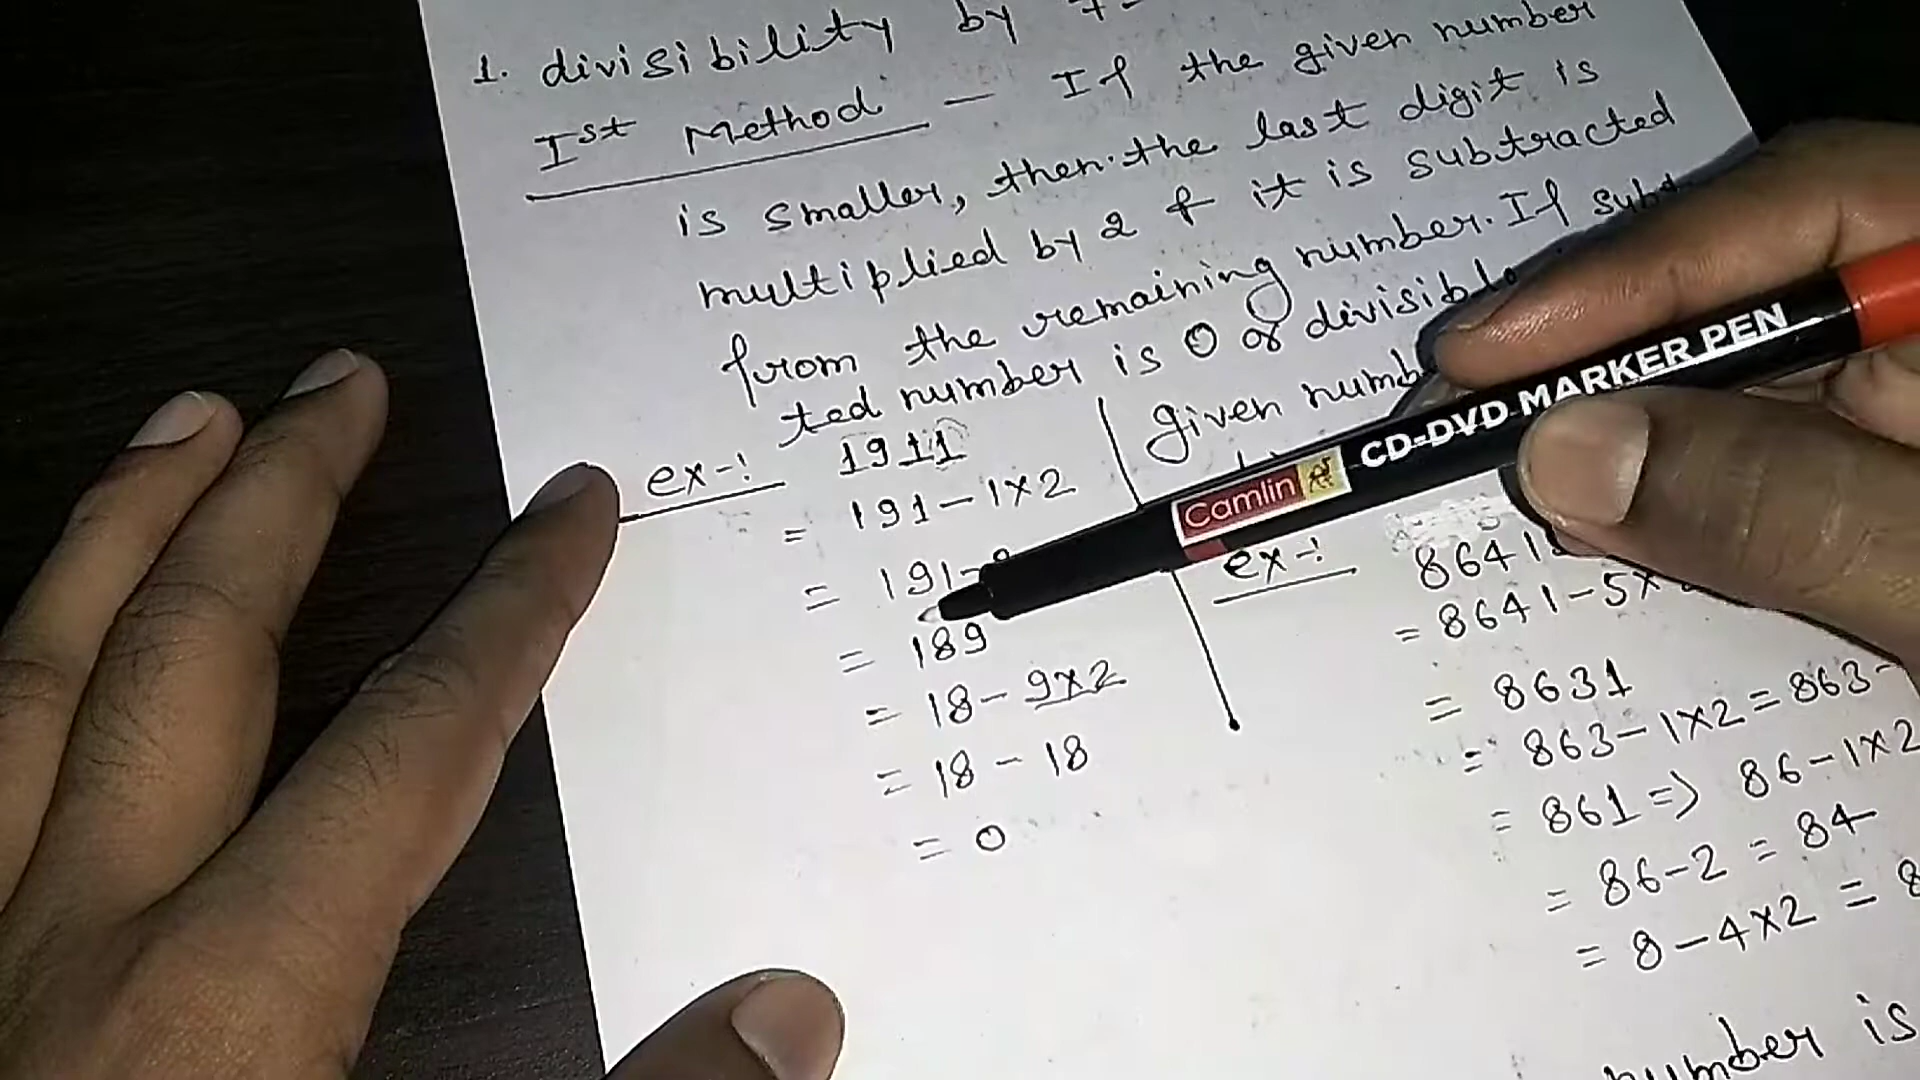 1. divisibility by 7-
Ist Method — If the given number
is smaller, then the last digit is
multiplied by 2 & it is subtracted
from the remaining number. If
ted number is 0 or divisible
given
ex-! 1911
= 191-1×2
= 191-
= 189
= 18-9×2
= 18-18
= 0
ex-! 8641
= 8641-5×
= 8631
= 863-1×2 = 863-
= 861 => 86-1×2
= 86-2 = 84
= 8-4×2 =
number is
Camlin CD-DVD MARKER PEN